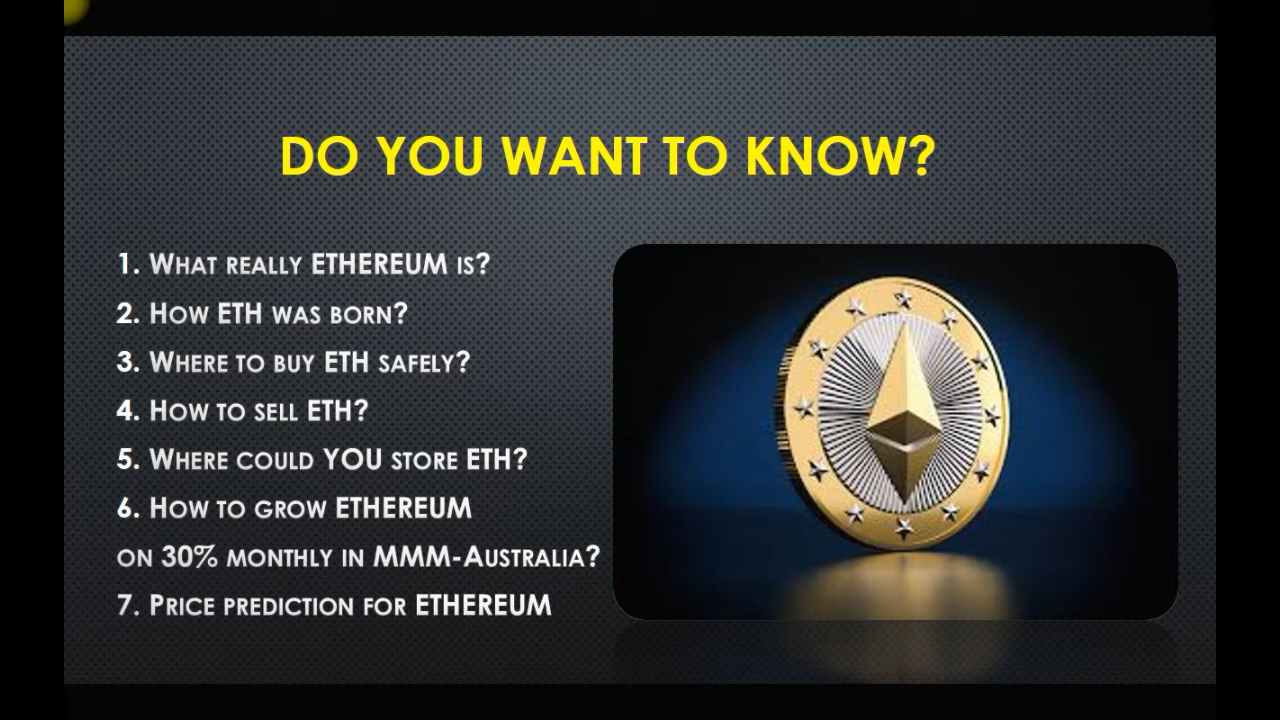 DO YOU WANT TO KNOW?
1. WHAT REALLY ETHEREUM IS?
2. HOW ETH WAS BORN?
3. WHERE TO BUY ETH SAFELY?
4. HOW TO SELL ETH?
5. WHERE COULD YOU STORE ETH?
6. HOW TO GROW ETHEREUM
ON 30% MONTHLY IN MMM-AUSTRALIA?
7. PRICE PREDICTION FOR ETHEREUM